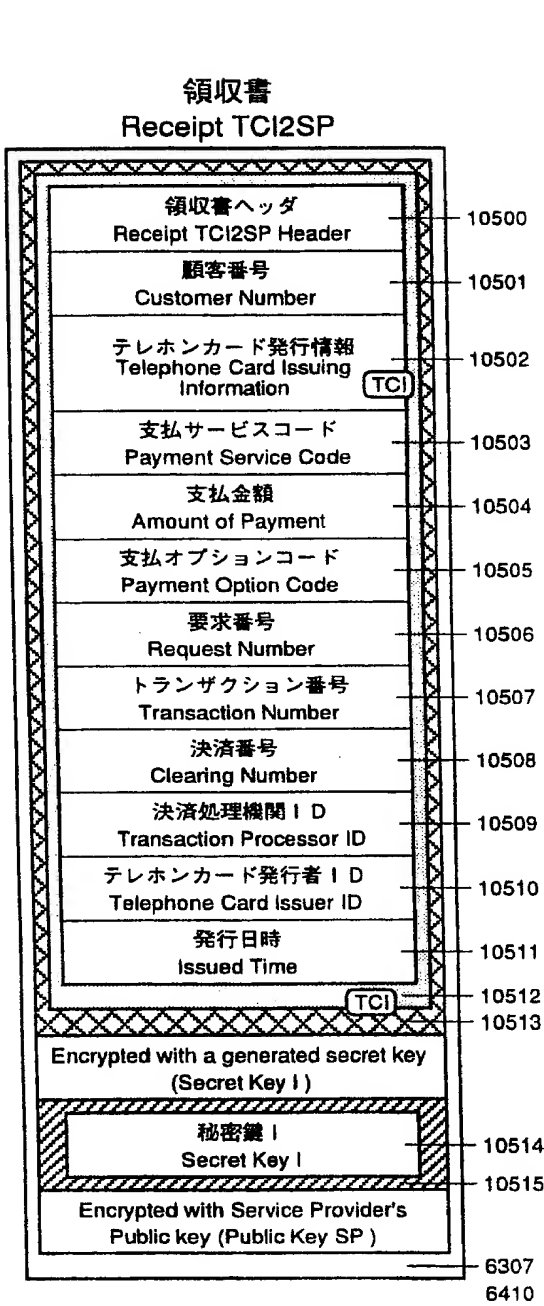 領収書
Receipt TCI2SP
領収書ヘッダ
Receipt TCI2SP Header
10500
顧客番号
Customer Number
10501
テレホンカード発行情報
Telephone Card Issuing
Information
TCI
10502
支払サービスコード
Payment Service Code
10503
支払金額
Amount of Payment
10504
支払オプションコード
Payment Option Code
10505
要求番号
Request Number
10506
トランザクション番号
Transaction Number
10507
決済番号
Clearing Number
10508
決済処理機関ID
Transaction Processor ID
10509
テレホンカード発行者ID
Telephone Card Issuer ID
10510
発行日時
Issued Time
10511
TCI
10512
10513
Encrypted with a generated secret key
(Secret Key I )
秘密鍵 I
Secret Key I
10514
10515
Encrypted with Service Provider's
Public key (Public Key SP )
6307
6410